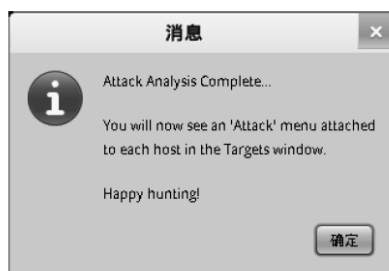 消息
Attack Analysis Complete...
You will now see an 'Attack' menu attached
to each host in the Targets window.
Happy hunting!
确定